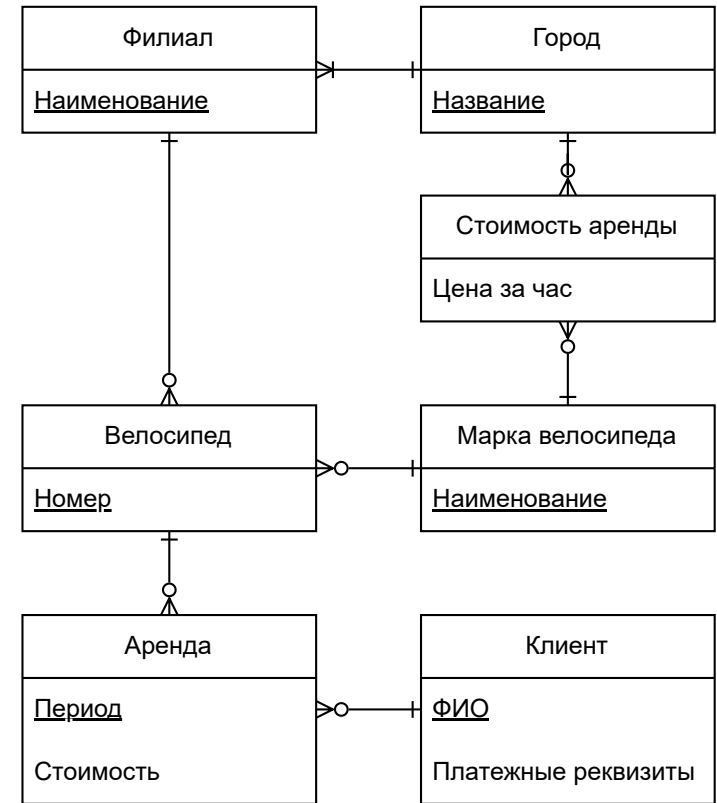 Филиал
Город
Наименование
Название
Стоимость аренды
Цена за час
Велосипед
Марка велосипеда
Номер
Наименование
Аренда
Клиент
Период
ФИО
Стоимость
Платежные реквизиты